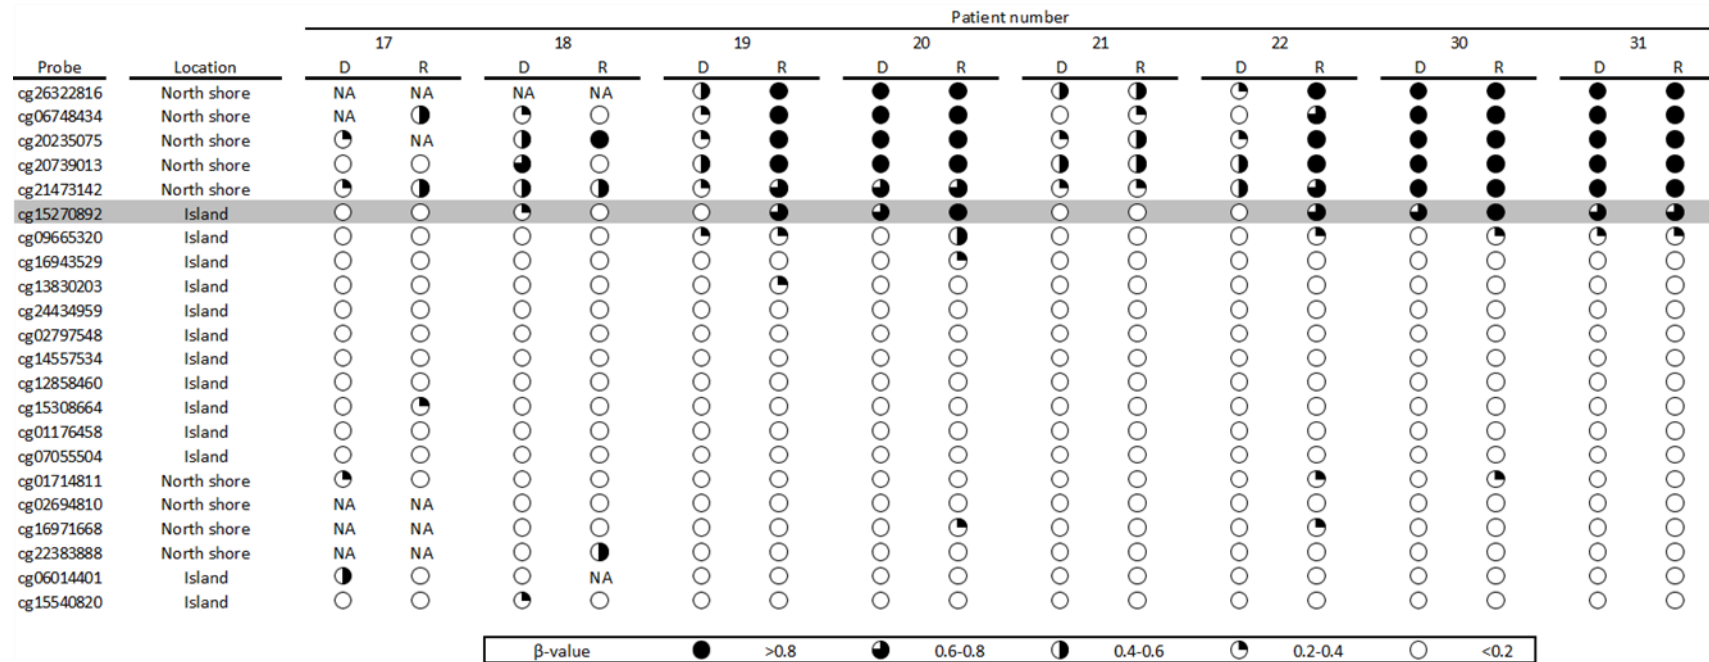 Patient number
17 18 19 20 21 22 30 31
Probe Location D R D R D R D R D R D R D R D R
cg26322816 North shore NA NA NA NA
cg06748434 North shore NA
cg20235075 North shore NA
cg20739013 North shore
cg21473142 North shore
cg15270892 Island
cg09665320 Island
cg16943529 Island
cg13830203 Island
cg24434959 Island
cg02797548 Island
cg14557534 Island
cg12858460 Island
cg15308664 Island
cg01176458 Island
cg07055504 Island
cg01714811 North shore
cg02694810 North shore NA NA
cg16971668 North shore NA NA
cg22383888 North shore NA NA
cg06014401 Island NA
cg15540820 Island
β-value >0.8 0.6-0.8 0.4-0.6 0.2-0.4 <0.2